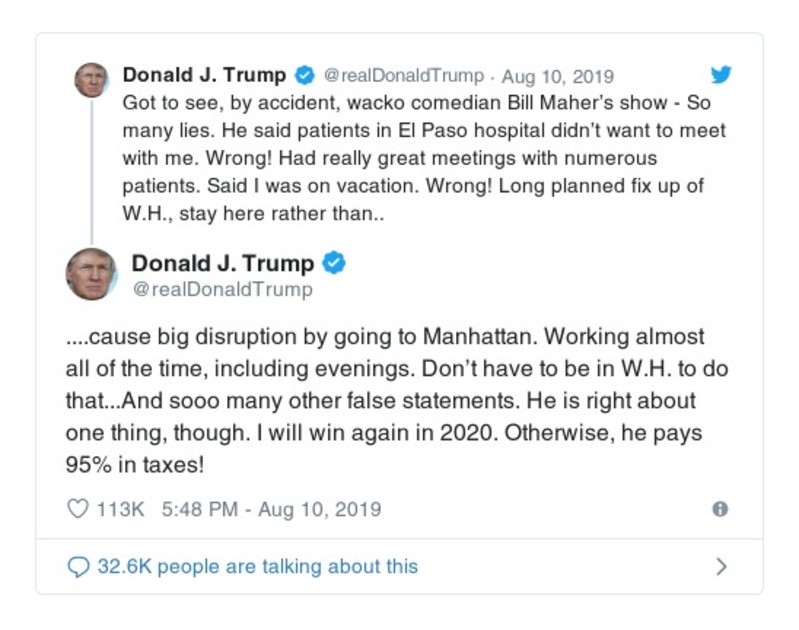 Donald J. Trump @realDonaldTrump · Aug 10, 2019
Got to see, by accident, wacko comedian Bill Maher’s show - So
many lies. He said patients in El Paso hospital didn’t want to meet
with me. Wrong! Had really great meetings with numerous
patients. Said I was on vacation. Wrong! Long planned fix up of
W.H., stay here rather than..
Donald J. Trump
@realDonaldTrump
....cause big disruption by going to Manhattan. Working almost
all of the time, including evenings. Don’t have to be in W.H. to do
that...And sooo many other false statements. He is right about
one thing, though. I will win again in 2020. Otherwise, he pays
95% in taxes!
113K 5:48 PM - Aug 10, 2019
32.6K people are talking about this